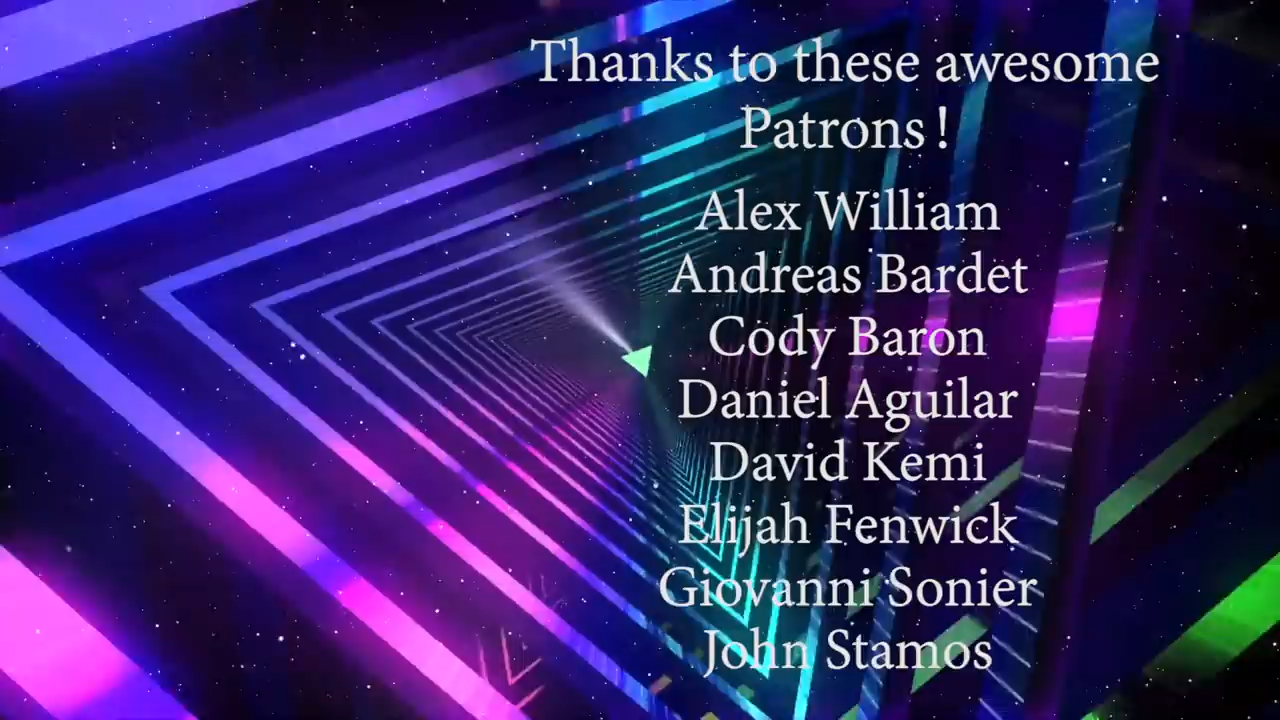 Thanks to these awesome
Patrons!
Alex William
Andreas Bardet
Cody Baron
Daniel Aguilar
David Kemi
Elijah Fenwick
Giovanni Sonier
John Stamos